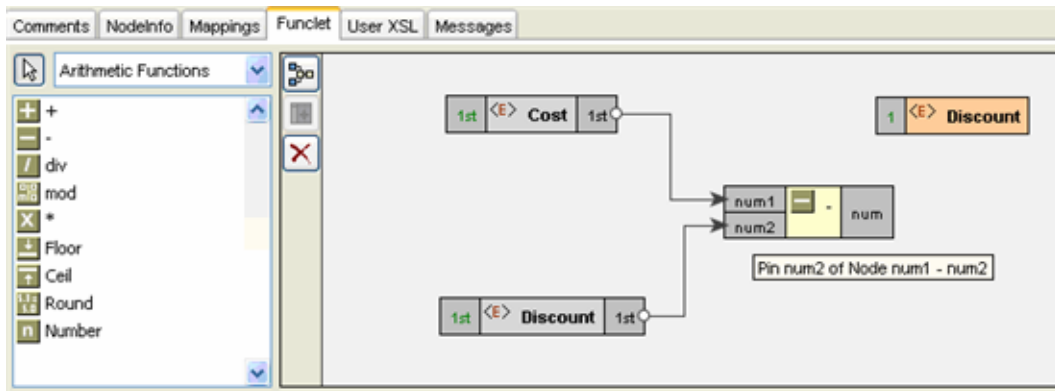 Comments NodeInfo Mappings Funclet User XSL Messages
Arithmetic Functions
+
-
div
mod
*
Floor
Ceil
Round
n Number
1st <E> Cost 1st
1 <E> Discount
num1 - num
num2
Pin num2 of Node num1 - num2
1st <E> Discount 1st